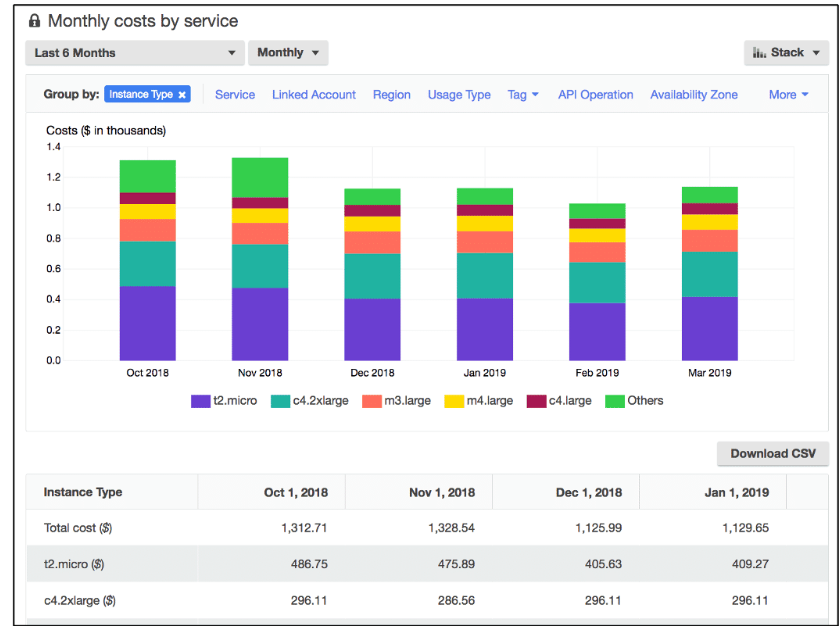 Monthly costs by service
Last 6 Months Monthly Stack
Group by: Instance Type × Service Linked Account Region Usage Type Tag API Operation Availability Zone More
Costs ($ in thousands)
1.4
1.2
1.0
0.8
0.6
0.4
0.2
0.0
Oct 2018 Nov 2018 Dec 2018 Jan 2019 Feb 2019 Mar 2019
t2.micro c4.2xlarge m3.large m4.large c4.large Others
Download CSV
Instance Type Oct 1, 2018 Nov 1, 2018 Dec 1, 2018 Jan 1, 2019
Total cost ($) 1,312.71 1,328.54 1,125.99 1,129.65
t2.micro ($) 486.75 475.89 405.63 409.27
c4.2xlarge ($) 296.11 286.56 296.11 296.11